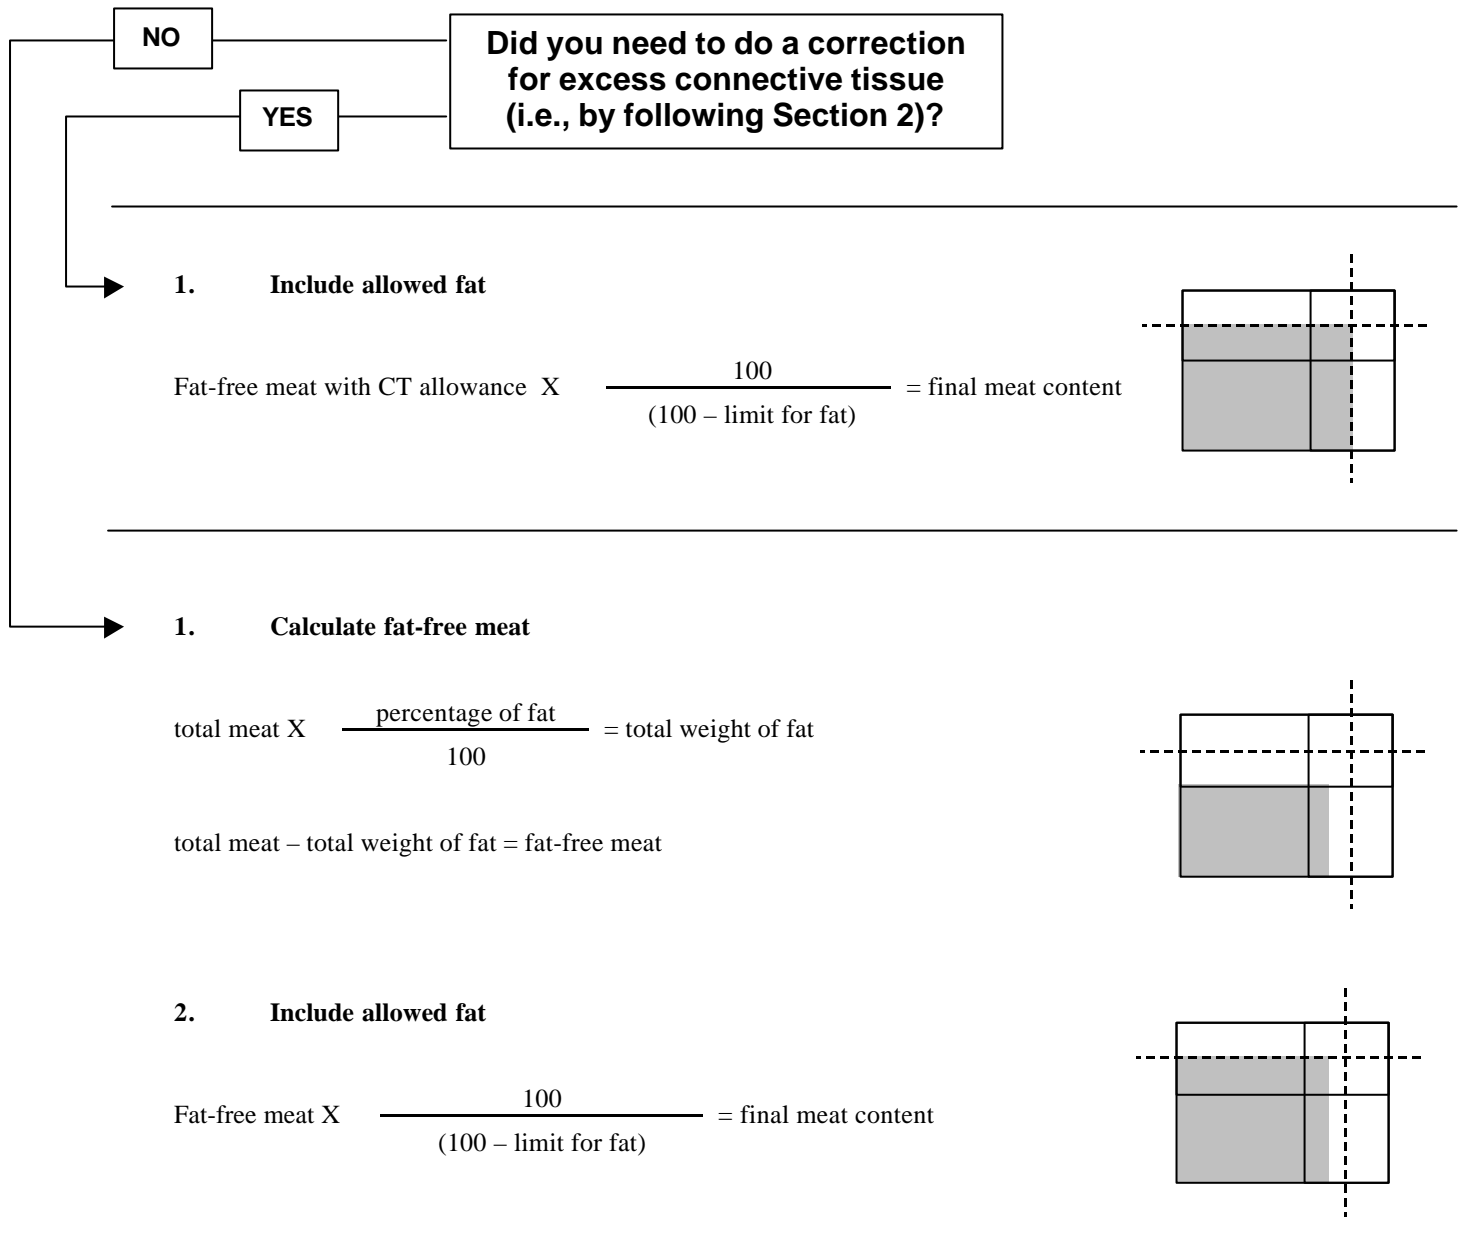 NO
Did you need to do a correction
for excess connective tissue
(i.e., by following Section 2)?
YES
1. Include allowed fat
Fat-free meat with CT allowance X 100 = final meat content
(100 – limit for fat)
1. Calculate fat-free meat
total meat X percentage of fat = total weight of fat
100
total meat – total weight of fat = fat-free meat
2. Include allowed fat
Fat-free meat X 100 = final meat content
(100 – limit for fat)